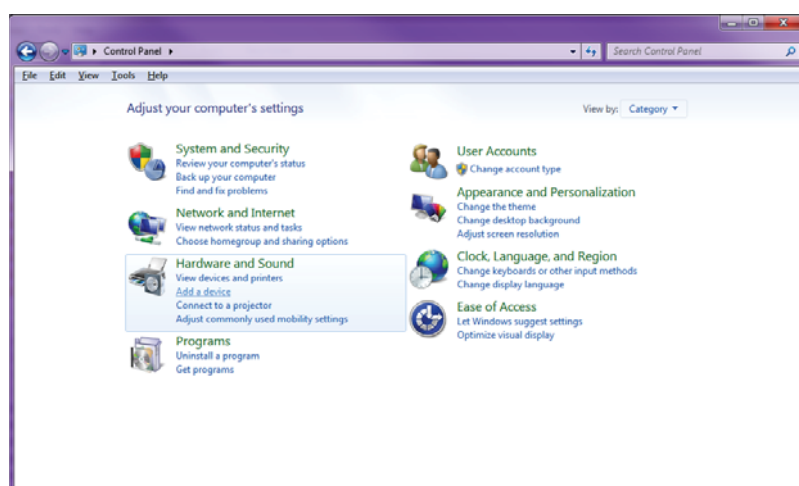 Control Panel
Search Control Panel
File Edit View Tools Help
Adjust your computer's settings
View by: Category
System and Security
Review your computer's status
Back up your computer
Find and fix problems
Network and Internet
View network status and tasks
Choose homegroup and sharing options
Hardware and Sound
View devices and printers
Add a device
Connect to a projector
Adjust commonly used mobility settings
Programs
Uninstall a program
Get programs
User Accounts
Change account type
Appearance and Personalization
Change the theme
Change desktop background
Adjust screen resolution
Clock, Language, and Region
Change keyboards or other input methods
Change display language
Ease of Access
Let Windows suggest settings
Optimize visual display